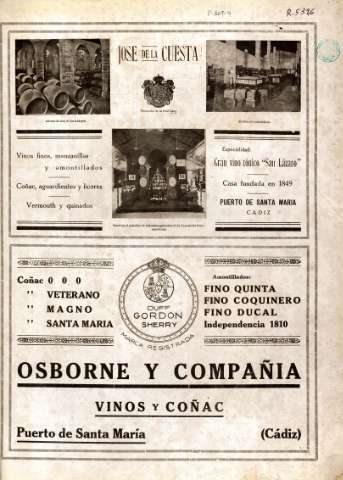 R.5396
JOSE DE LA CUESTA
Vinos finos, manzanillas
y amontillados
Coñac, aguardientes y licores
Vermouth y quinados
Especialidad:
Gran vino tónico "San Lázaro"
Casa fundada en 1849
PUERTO DE SANTA MARIA
CADIZ
Coñac 0 0 0
" VETERANO
" MAGNO
" SANTA MARIA
DUFF
GORDON
SHERRY
MARCA REGISTRADA
Amontillados:
FINO QUINTA
FINO COQUINERO
FINO DUCAL
Independencia 1810
OSBORNE Y COMPAÑIA
VINOS Y COÑAC
Puerto de Santa María (Cádiz)